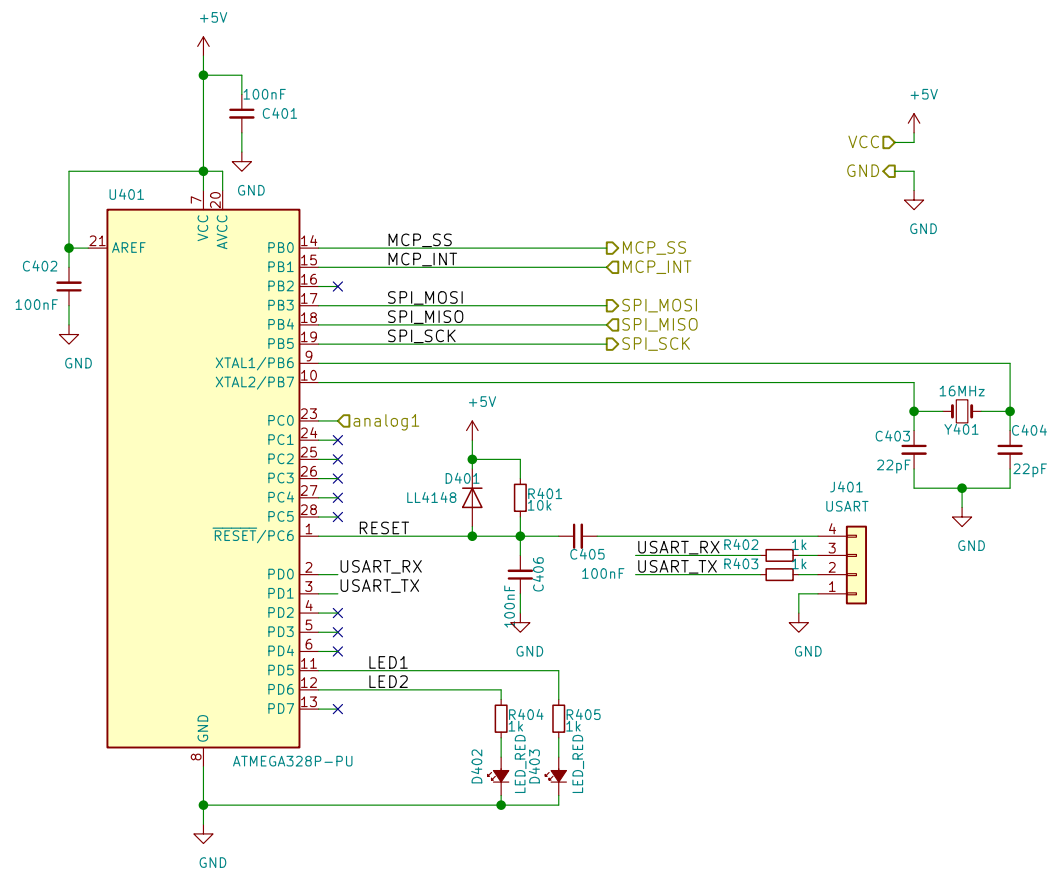 +5V
100nF
C401
GND
+5V
VCC
GND
GND
U401
7
20
VCC
AVCC
21
AREF
C402
100nF
GND
PB0 14 MCP_SS MCP_SS
PB1 15 MCP_INT MCP_INT
PB2 16
PB3 17 SPI_MOSI SPI_MOSI
PB4 18 SPI_MISO SPI_MISO
PB5 19 SPI_SCK SPI_SCK
XTAL1/PB6 9
XTAL2/PB7 10
16MHz
Y401
C403
22pF
C404
22pF
GND
PC0 23 analog1
PC1 24
PC2 25
PC3 26
PC4 27
PC5 28
RESET/PC6 1 RESET
+5V
D401
LL4148
R401
10k
C405
100nF
C406
100nF
GND
J401
USART
4
3
2
1
USART_RX R402 1k
USART_TX R403 1k
GND
PD0 2 USART_RX
PD1 3 USART_TX
PD2 4
PD3 5
PD4 6
PD5 11 LED1
PD6 12 LED2
PD7 13
R404
1k
R405
1k
D402
LED_RED
D403
LED_RED
GND
8
ATMEGA328P-PU
GND